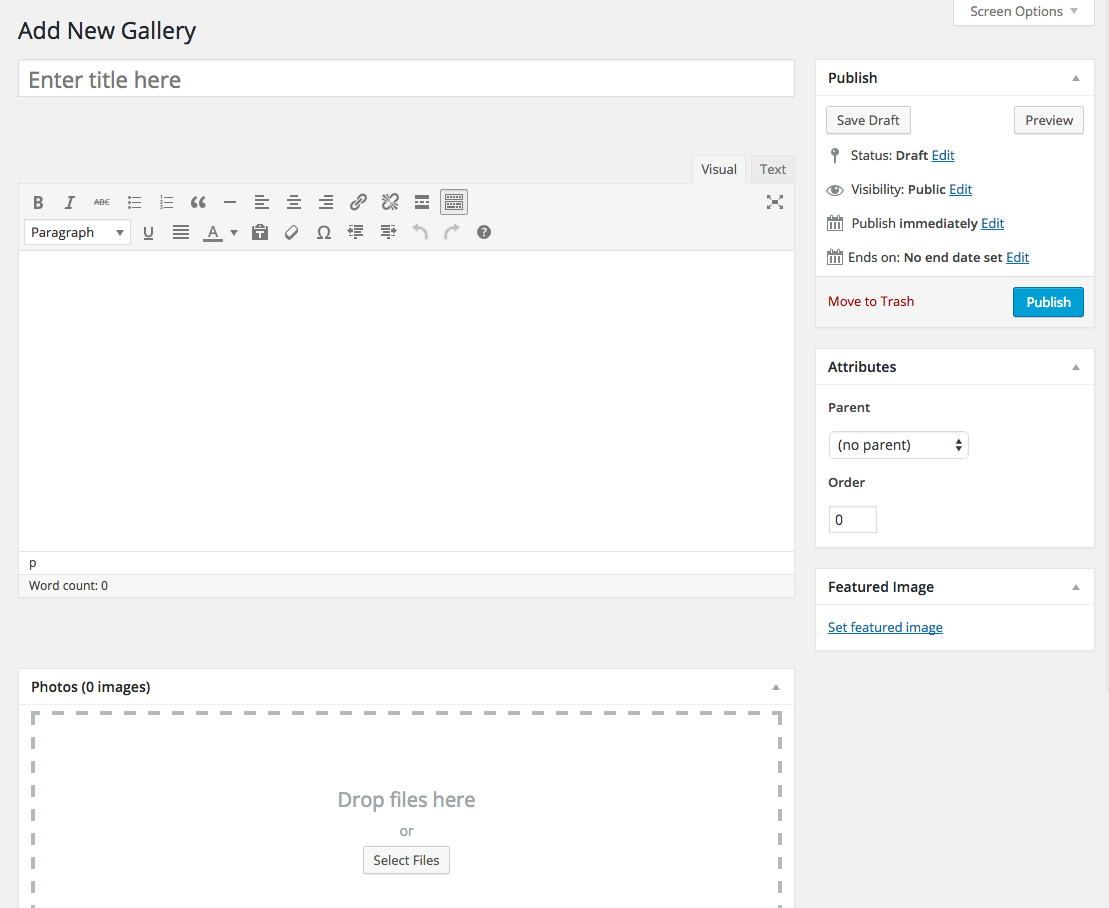 Screen Options
Add New Gallery
Enter title here
Visual Text
B I ABC
Paragraph U A T Ω ?
p
Word count: 0
Photos (0 images)
Drop files here
or
Select Files
Publish
Save Draft Preview
Status: Draft Edit
Visibility: Public Edit
Publish immediately Edit
Ends on: No end date set Edit
Move to Trash Publish
Attributes
Parent
(no parent)
Order
0
Featured Image
Set featured image